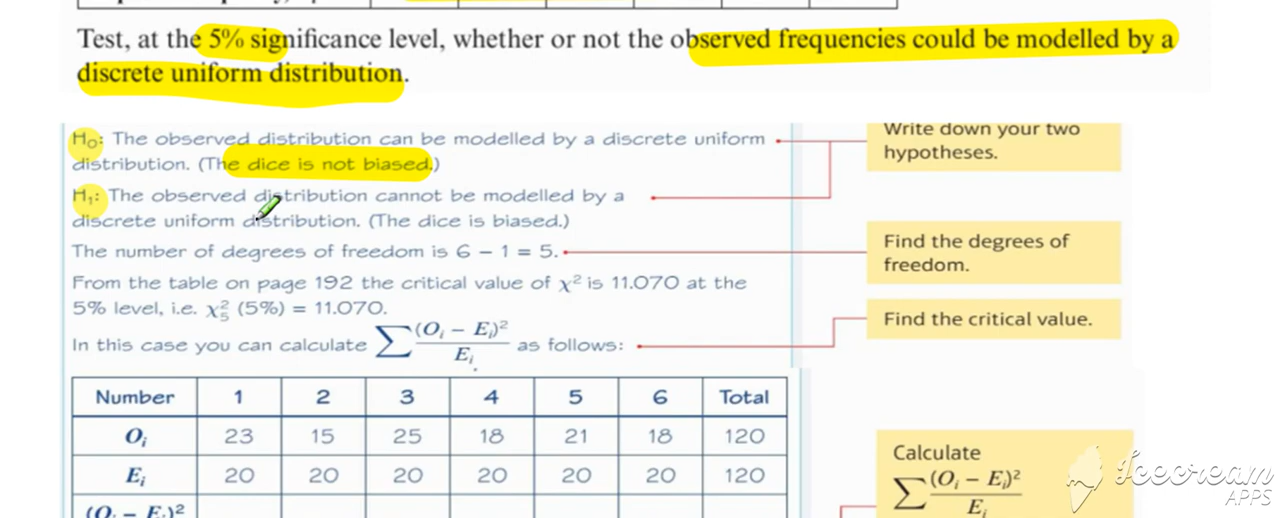 Test, at the 5% significance level, whether or not the observed frequencies could be modelled by a
discrete uniform distribution.
H₀: The observed distribution can be modelled by a discrete uniform
distribution. (The dice is not biased.)
Write down your two
hypotheses.
H₁: The observed distribution cannot be modelled by a
discrete uniform distribution. (The dice is biased.)
The number of degrees of freedom is 6 − 1 = 5.
Find the degrees of
freedom.
From the table on page 192 the critical value of χ² is 11.070 at the
5% level, i.e. χ²₅ (5%) = 11.070.
Find the critical value.
In this case you can calculate ∑ (Oᵢ − Eᵢ)² / Eᵢ as follows:
Number 1 2 3 4 5 6 Total
Oᵢ 23 15 25 18 21 18 120
Eᵢ 20 20 20 20 20 20 120
(Oᵢ − Eᵢ)²
Calculate
∑ (Oᵢ − Eᵢ)² / Eᵢ
Icecream
APPS